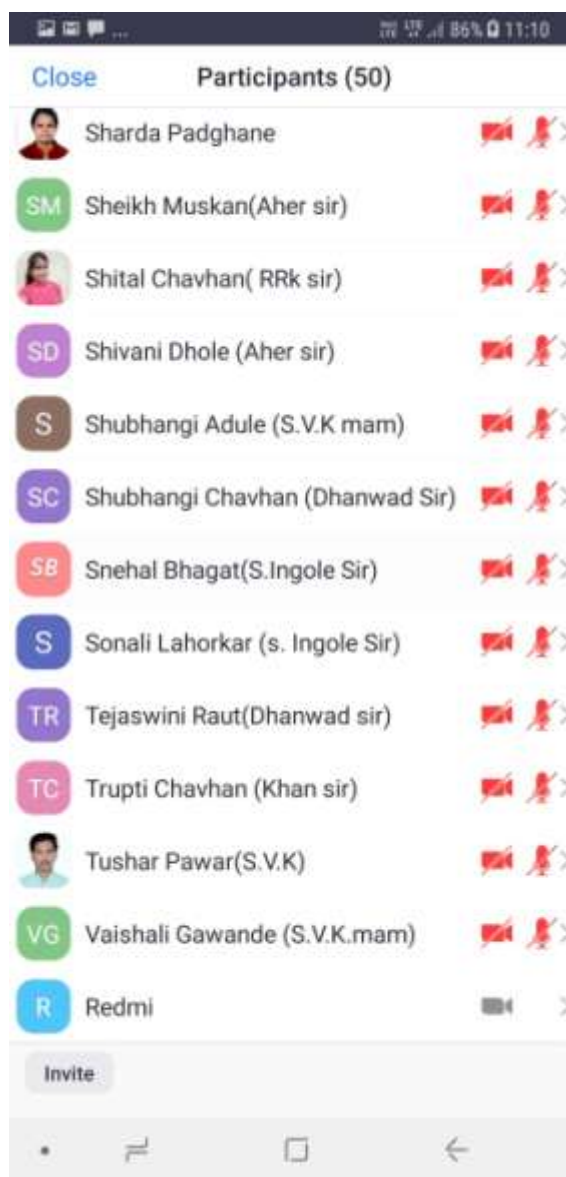 ... 86% 11:10
Close Participants (50)
Sharda Padghane
SM Sheikh Muskan(Aher sir)
Shital Chavhan( RRk sir)
SD Shivani Dhole (Aher sir)
S Shubhangi Adule (S.V.K mam)
SC Shubhangi Chavhan (Dhanwad Sir)
SB Snehal Bhagat(S.Ingole Sir)
S Sonali Lahorkar (s. Ingole Sir)
TR Tejaswini Raut(Dhanwad sir)
TC Trupti Chavhan (Khan sir)
Tushar Pawar(S.V.K)
VG Vaishali Gawande (S.V.K.mam)
R Redmi
Invite